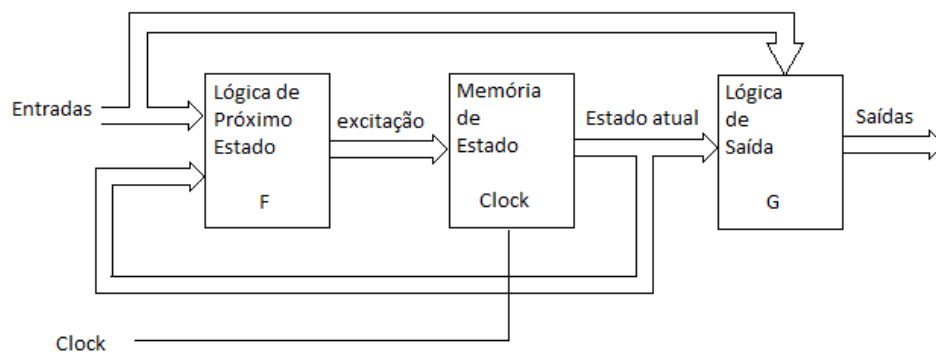 Entradas
Lógica de
Próximo
Estado
F
excitação
Memória
de
Estado
Clock
Estado atual
Lógica
de
Saída
G
Saídas
Clock